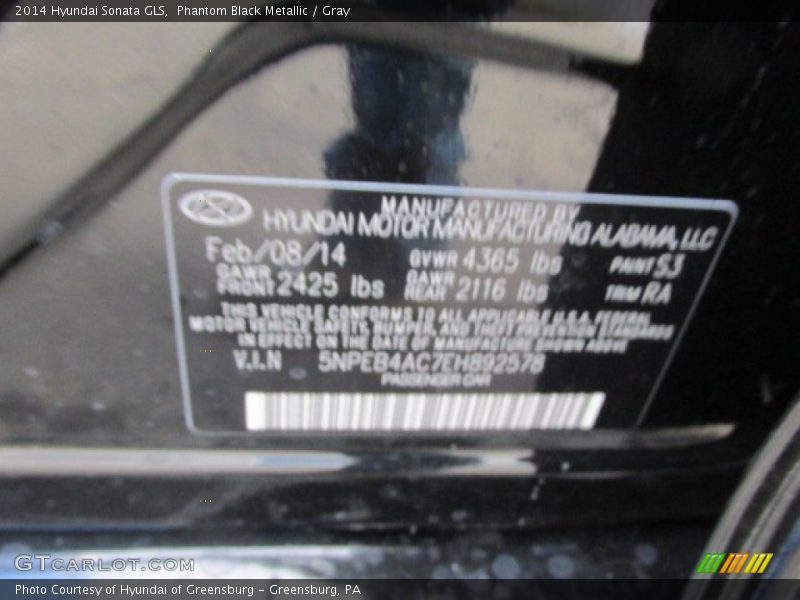 2014 Hyundai Sonata GLS, Phantom Black Metallic / Gray
MANUFACTURED BY
HYUNDAI MOTOR MANUFACTURING ALABAMA, LLC
Feb/08/14 GVWR 4365 lbs PAINT S3
GAWR FRONT 2425 lbs GAWR REAR 2116 lbs TRIM RA
THIS VEHICLE CONFORMS TO ALL APPLICABLE U.S.A. FEDERAL
MOTOR VEHICLE SAFETY, BUMPER, AND THEFT PREVENTION STANDARDS
IN EFFECT ON THE DATE OF MANUFACTURE SHOWN ABOVE
V.I.N 5NPEB4AC7EH892578
PASSENGER CAR
GTCARLOT.COM
Photo Courtesy of Hyundai of Greensburg – Greensburg, PA